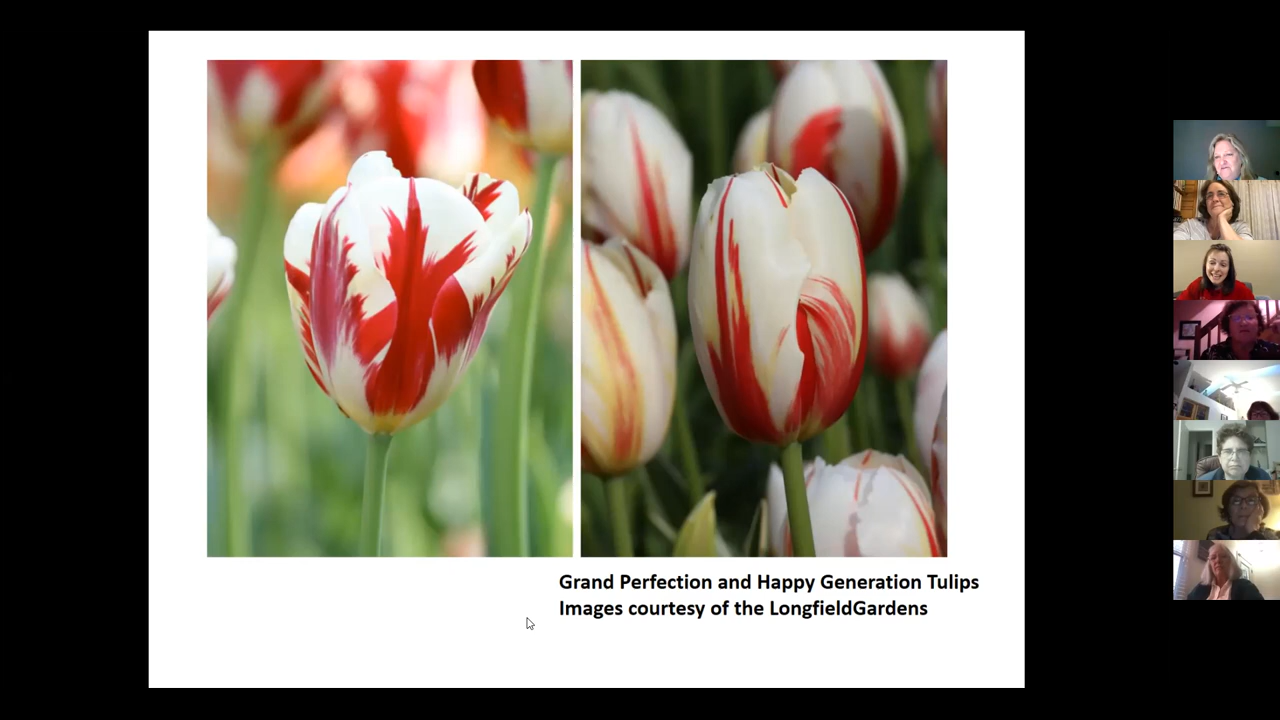 Grand Perfection and Happy Generation Tulips
Images courtesy of the LongfieldGardens